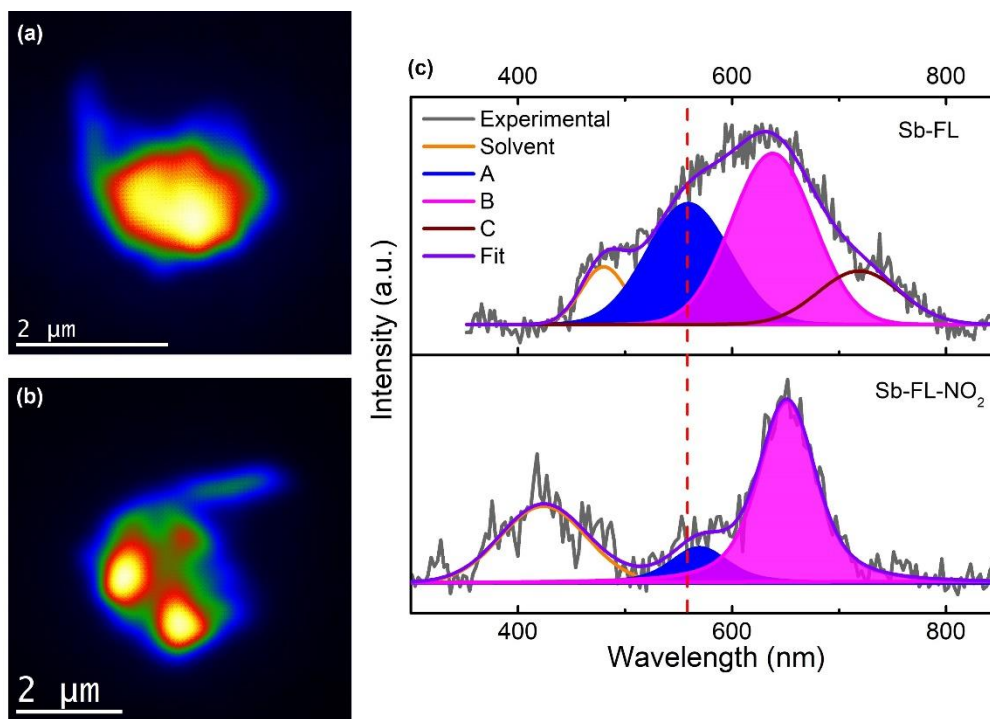 (a)
2 μm
(b)
2 μm
(c)
400 600 800
Experimental
Solvent
A
B
C
Fit
Sb-FL
Sb-FL-NO₂
Intensity (a.u.)
400 600 800
Wavelength (nm)